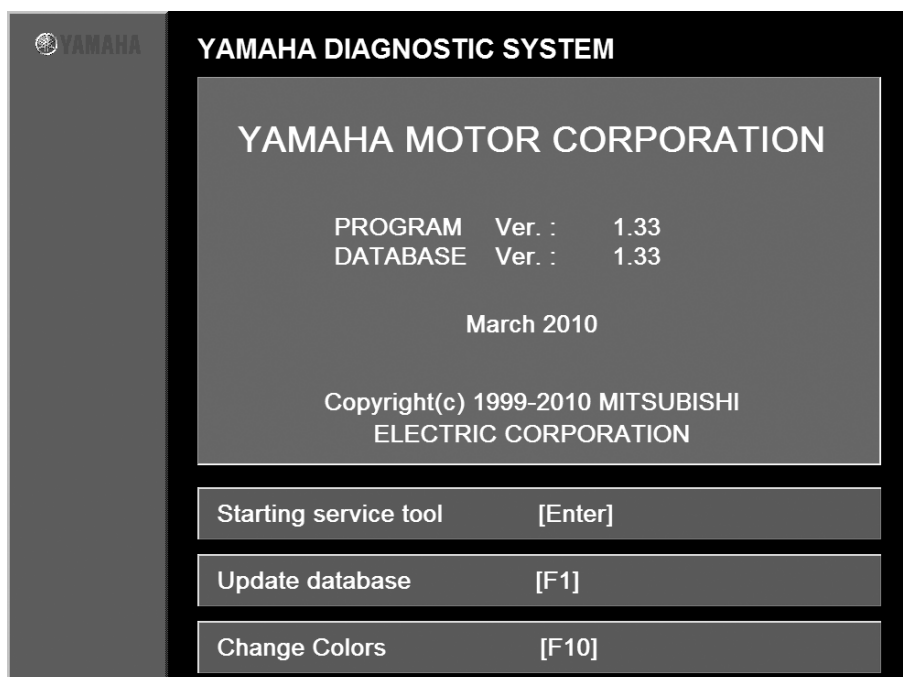 YAMAHA
YAMAHA DIAGNOSTIC SYSTEM
YAMAHA MOTOR CORPORATION
PROGRAM Ver. : 1.33
DATABASE Ver. : 1.33
March 2010
Copyright(c) 1999-2010 MITSUBISHI
ELECTRIC CORPORATION
Starting service tool [Enter]
Update database [F1]
Change Colors [F10]